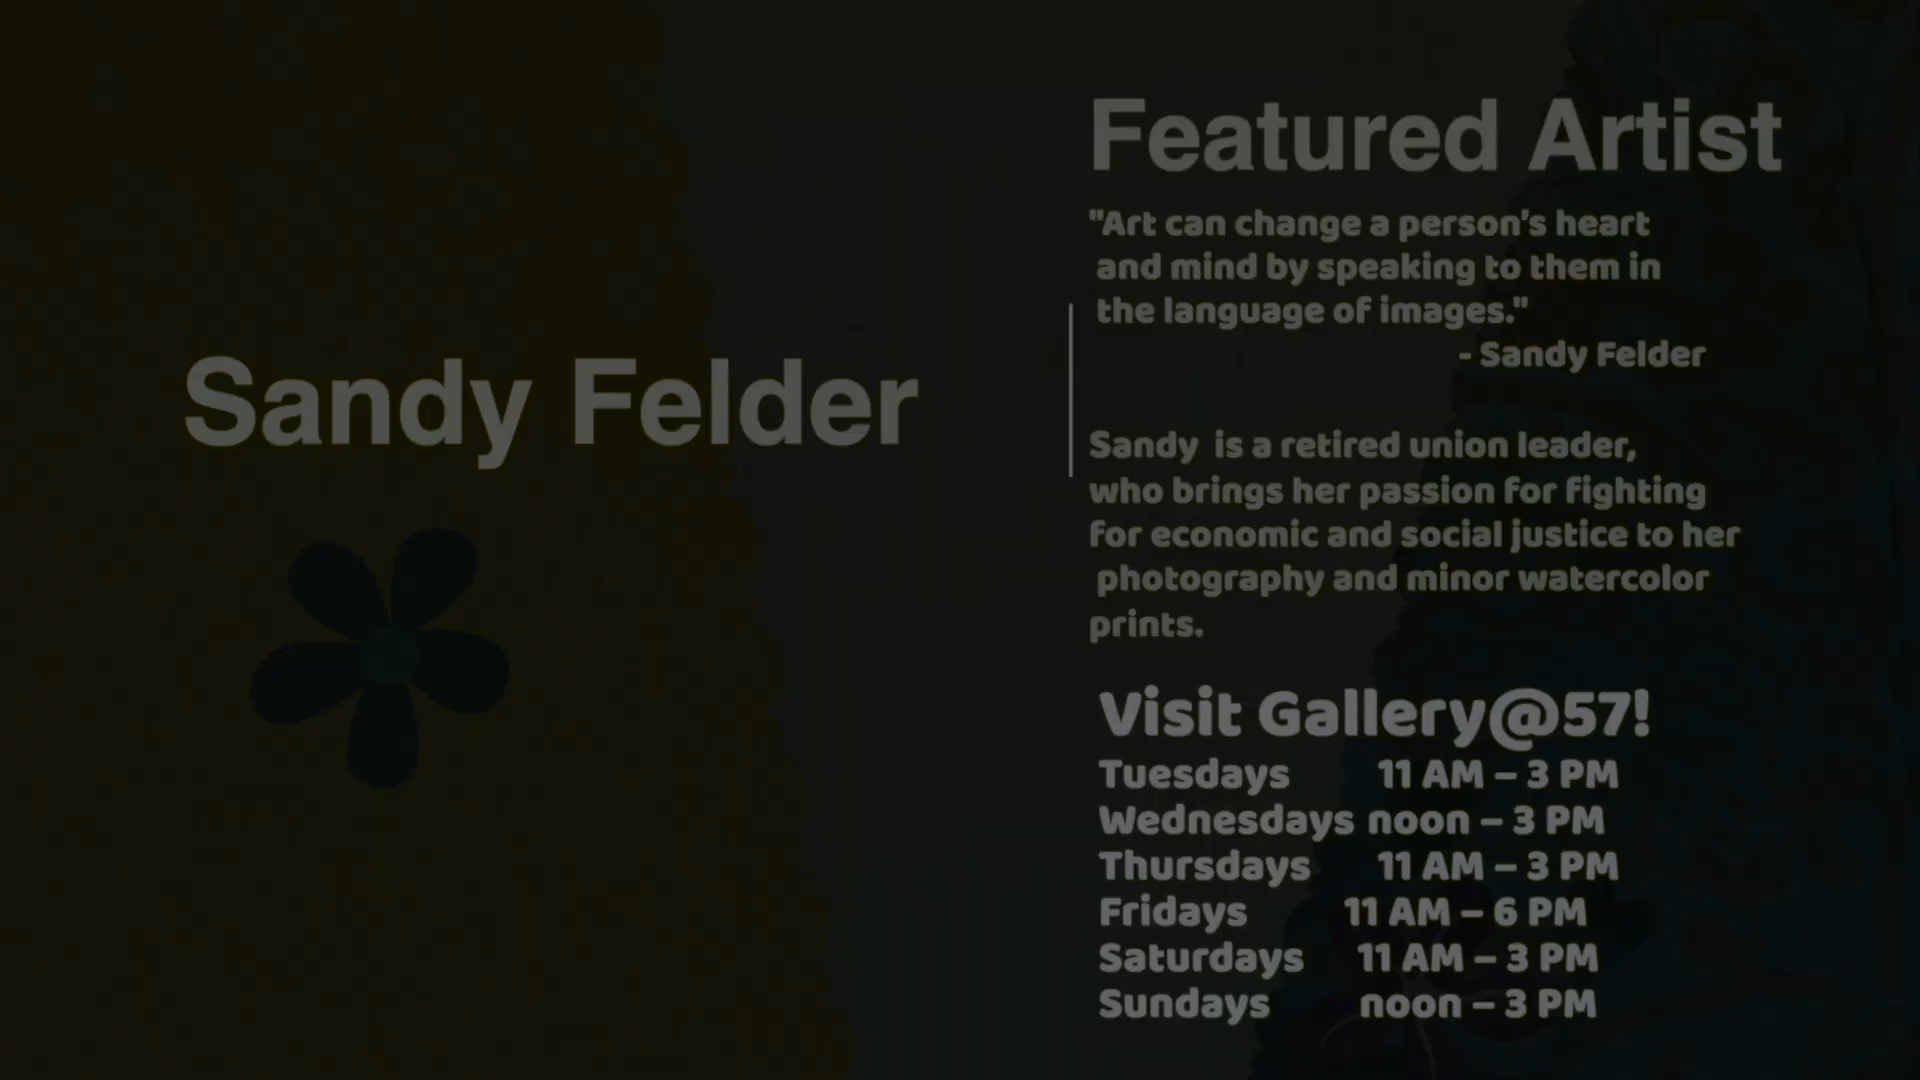 Sandy Felder
Featured Artist
"Art can change a person’s heart
and mind by speaking to them in
the language of images."
- Sandy Felder
Sandy is a retired union leader,
who brings her passion for fighting
for economic and social justice to her
photography and minor watercolor
prints.
Visit Gallery@57!
Tuesdays 11 AM – 3 PM
Wednesdays noon – 3 PM
Thursdays 11 AM – 3 PM
Fridays 11 AM – 6 PM
Saturdays 11 AM – 3 PM
Sundays noon – 3 PM